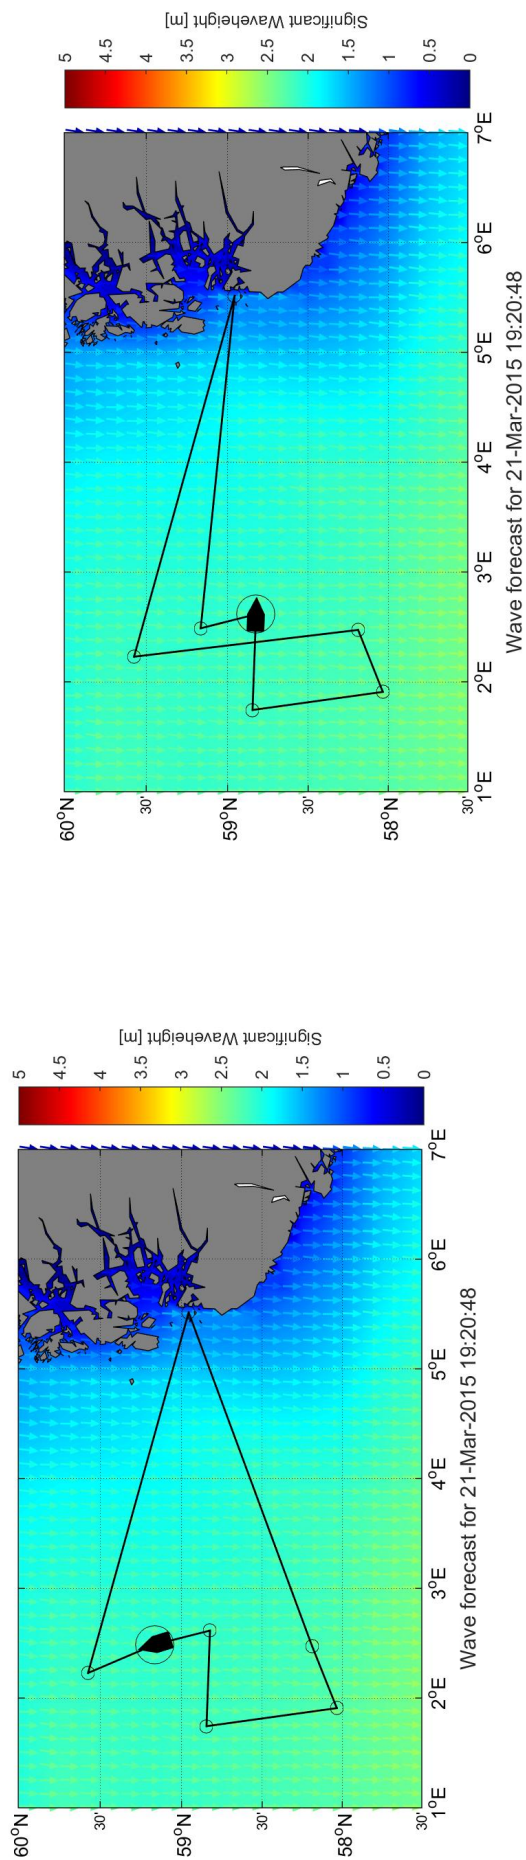 Significant Waveheight [m]
5
4.5
4
3.5
3
2.5
2
1.5
1
0.5
0
60°N
30'
59°N
30'
58°N
30'
1°E
2°E
3°E
4°E
5°E
6°E
7°E
Wave forecast for 21-Mar-2015 19:20:48
Significant Waveheight [m]
5
4.5
4
3.5
3
2.5
2
1.5
1
0.5
0
60°N
30'
59°N
30'
58°N
30'
1°E
2°E
3°E
4°E
5°E
6°E
7°E
Wave forecast for 21-Mar-2015 19:20:48